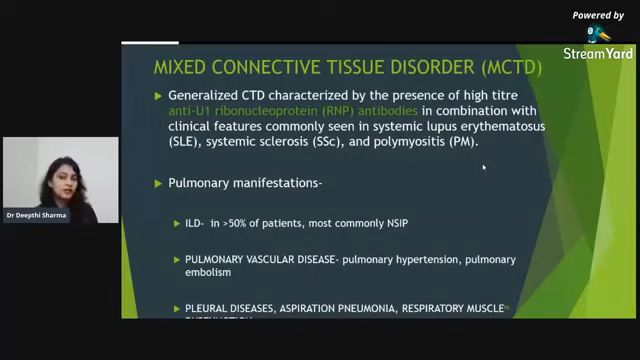 Powered by
StreamYard
MIXED CONNECTIVE TISSUE DISORDER (MCTD)
Generalized CTD characterized by the presence of high titre
anti-U1 ribonucleoprotein (RNP) antibodies in combination with
clinical features commonly seen in systemic lupus erythematosus
(SLE), systemic sclerosis (SSc), and polymyositis (PM).
Pulmonary manifestations-
ILD- in >50% of patients, most commonly NSIP
PULMONARY VASCULAR DISEASE- pulmonary hypertension, pulmonary
embolism
PLEURAL DISEASES, ASPIRATION PNEUMONIA, RESPIRATORY MUSCLE
Dr Deepthi Sharma